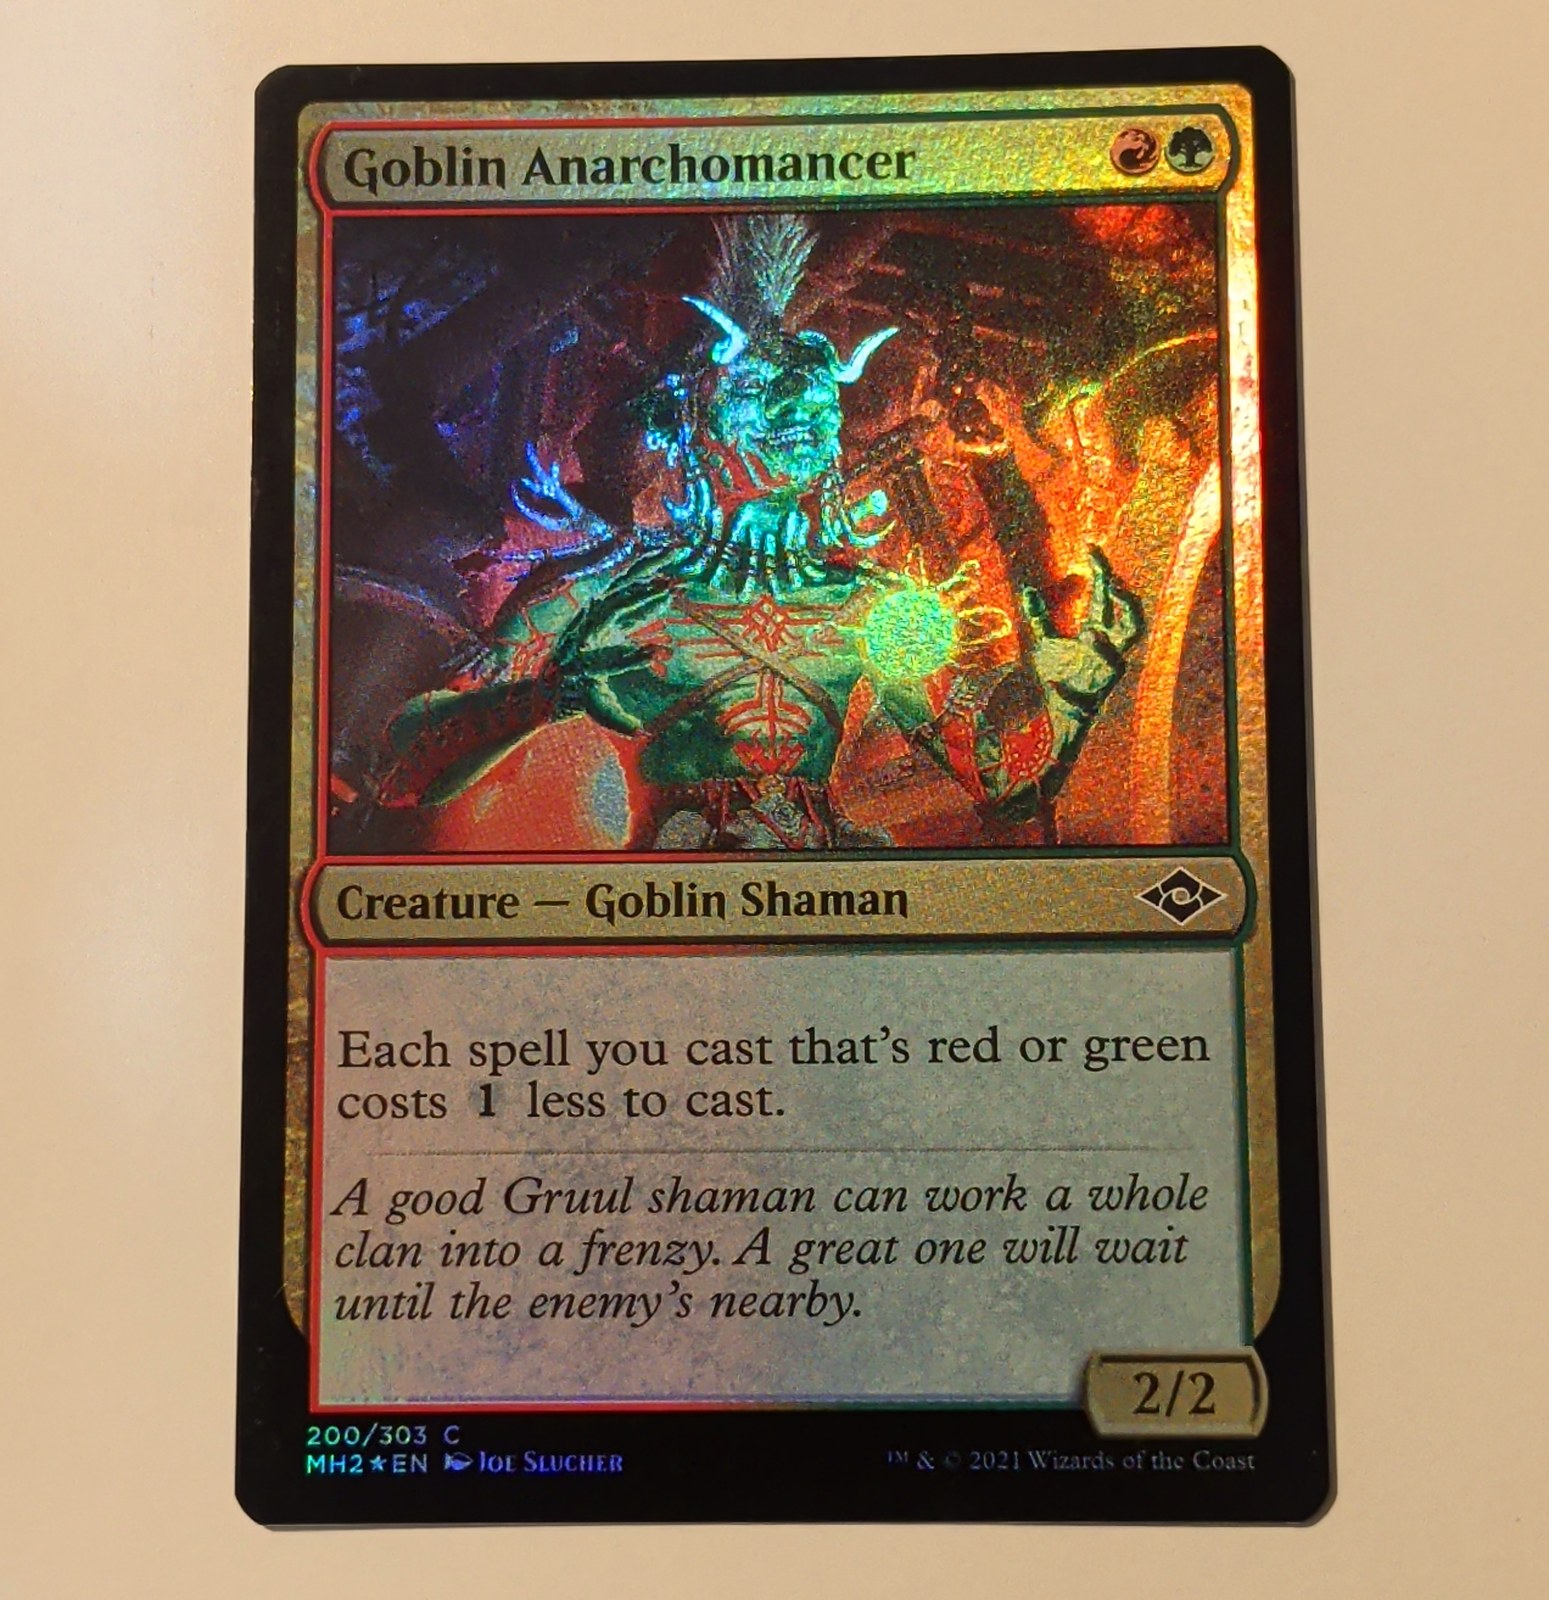 Goblin Anarchomancer
Creature — Goblin Shaman
Each spell you cast that's red or green
costs 1 less to cast.
A good Gruul shaman can work a whole
clan into a frenzy. A great one will wait
until the enemy's nearby.
2/2
200/303 C
MH2★EN Joe Slucher
™ & © 2021 Wizards of the Coast